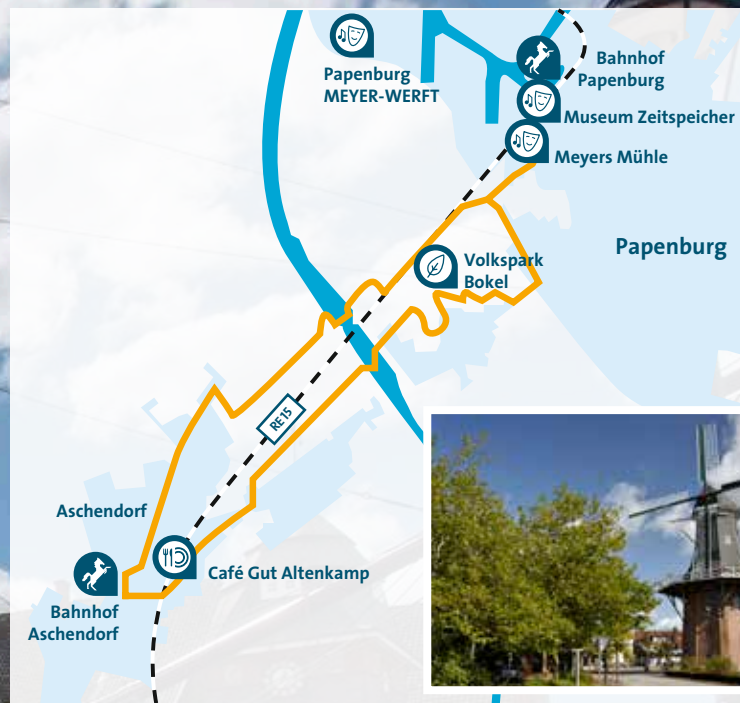 Papenburg
MEYER-WERFT
Bahnhof
Papenburg
Museum Zeitspeicher
Meyers Mühle
Papenburg
Volkspark
Bokel
RE15
Aschendorf
Café Gut Altenkamp
Bahnhof
Aschendorf